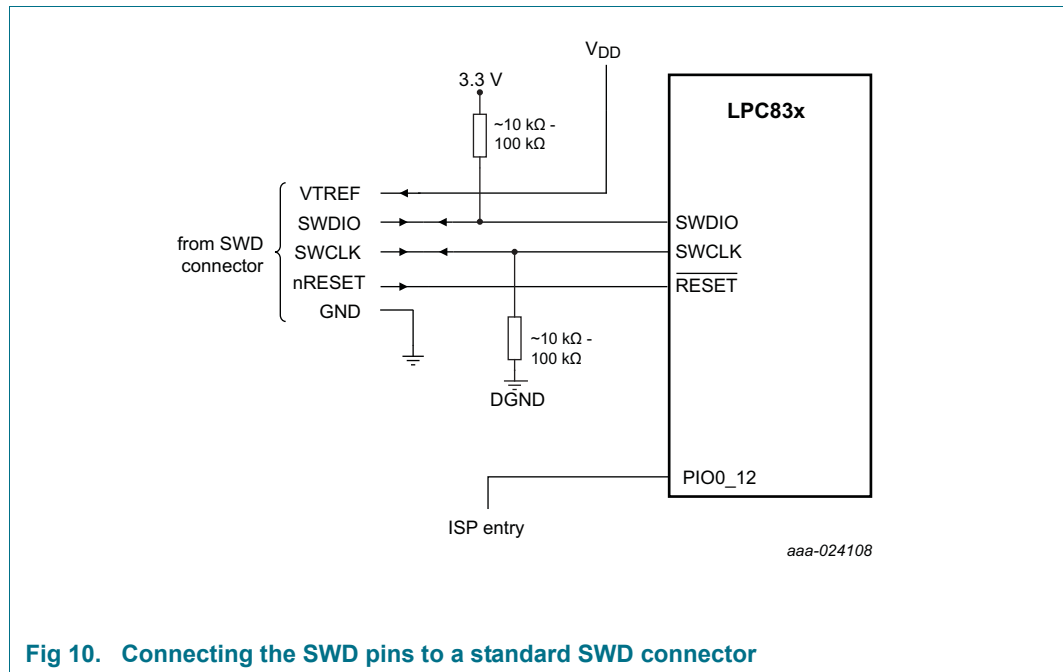 VDD
3.3 V
~10 kΩ -
100 kΩ
LPC83x
VTREF
SWDIO
SWCLK
nRESET
GND
from SWD
connector
SWDIO
SWCLK
RESET
~10 kΩ -
100 kΩ
DGND
PIO0_12
ISP entry
aaa-024108
Fig 10. Connecting the SWD pins to a standard SWD connector